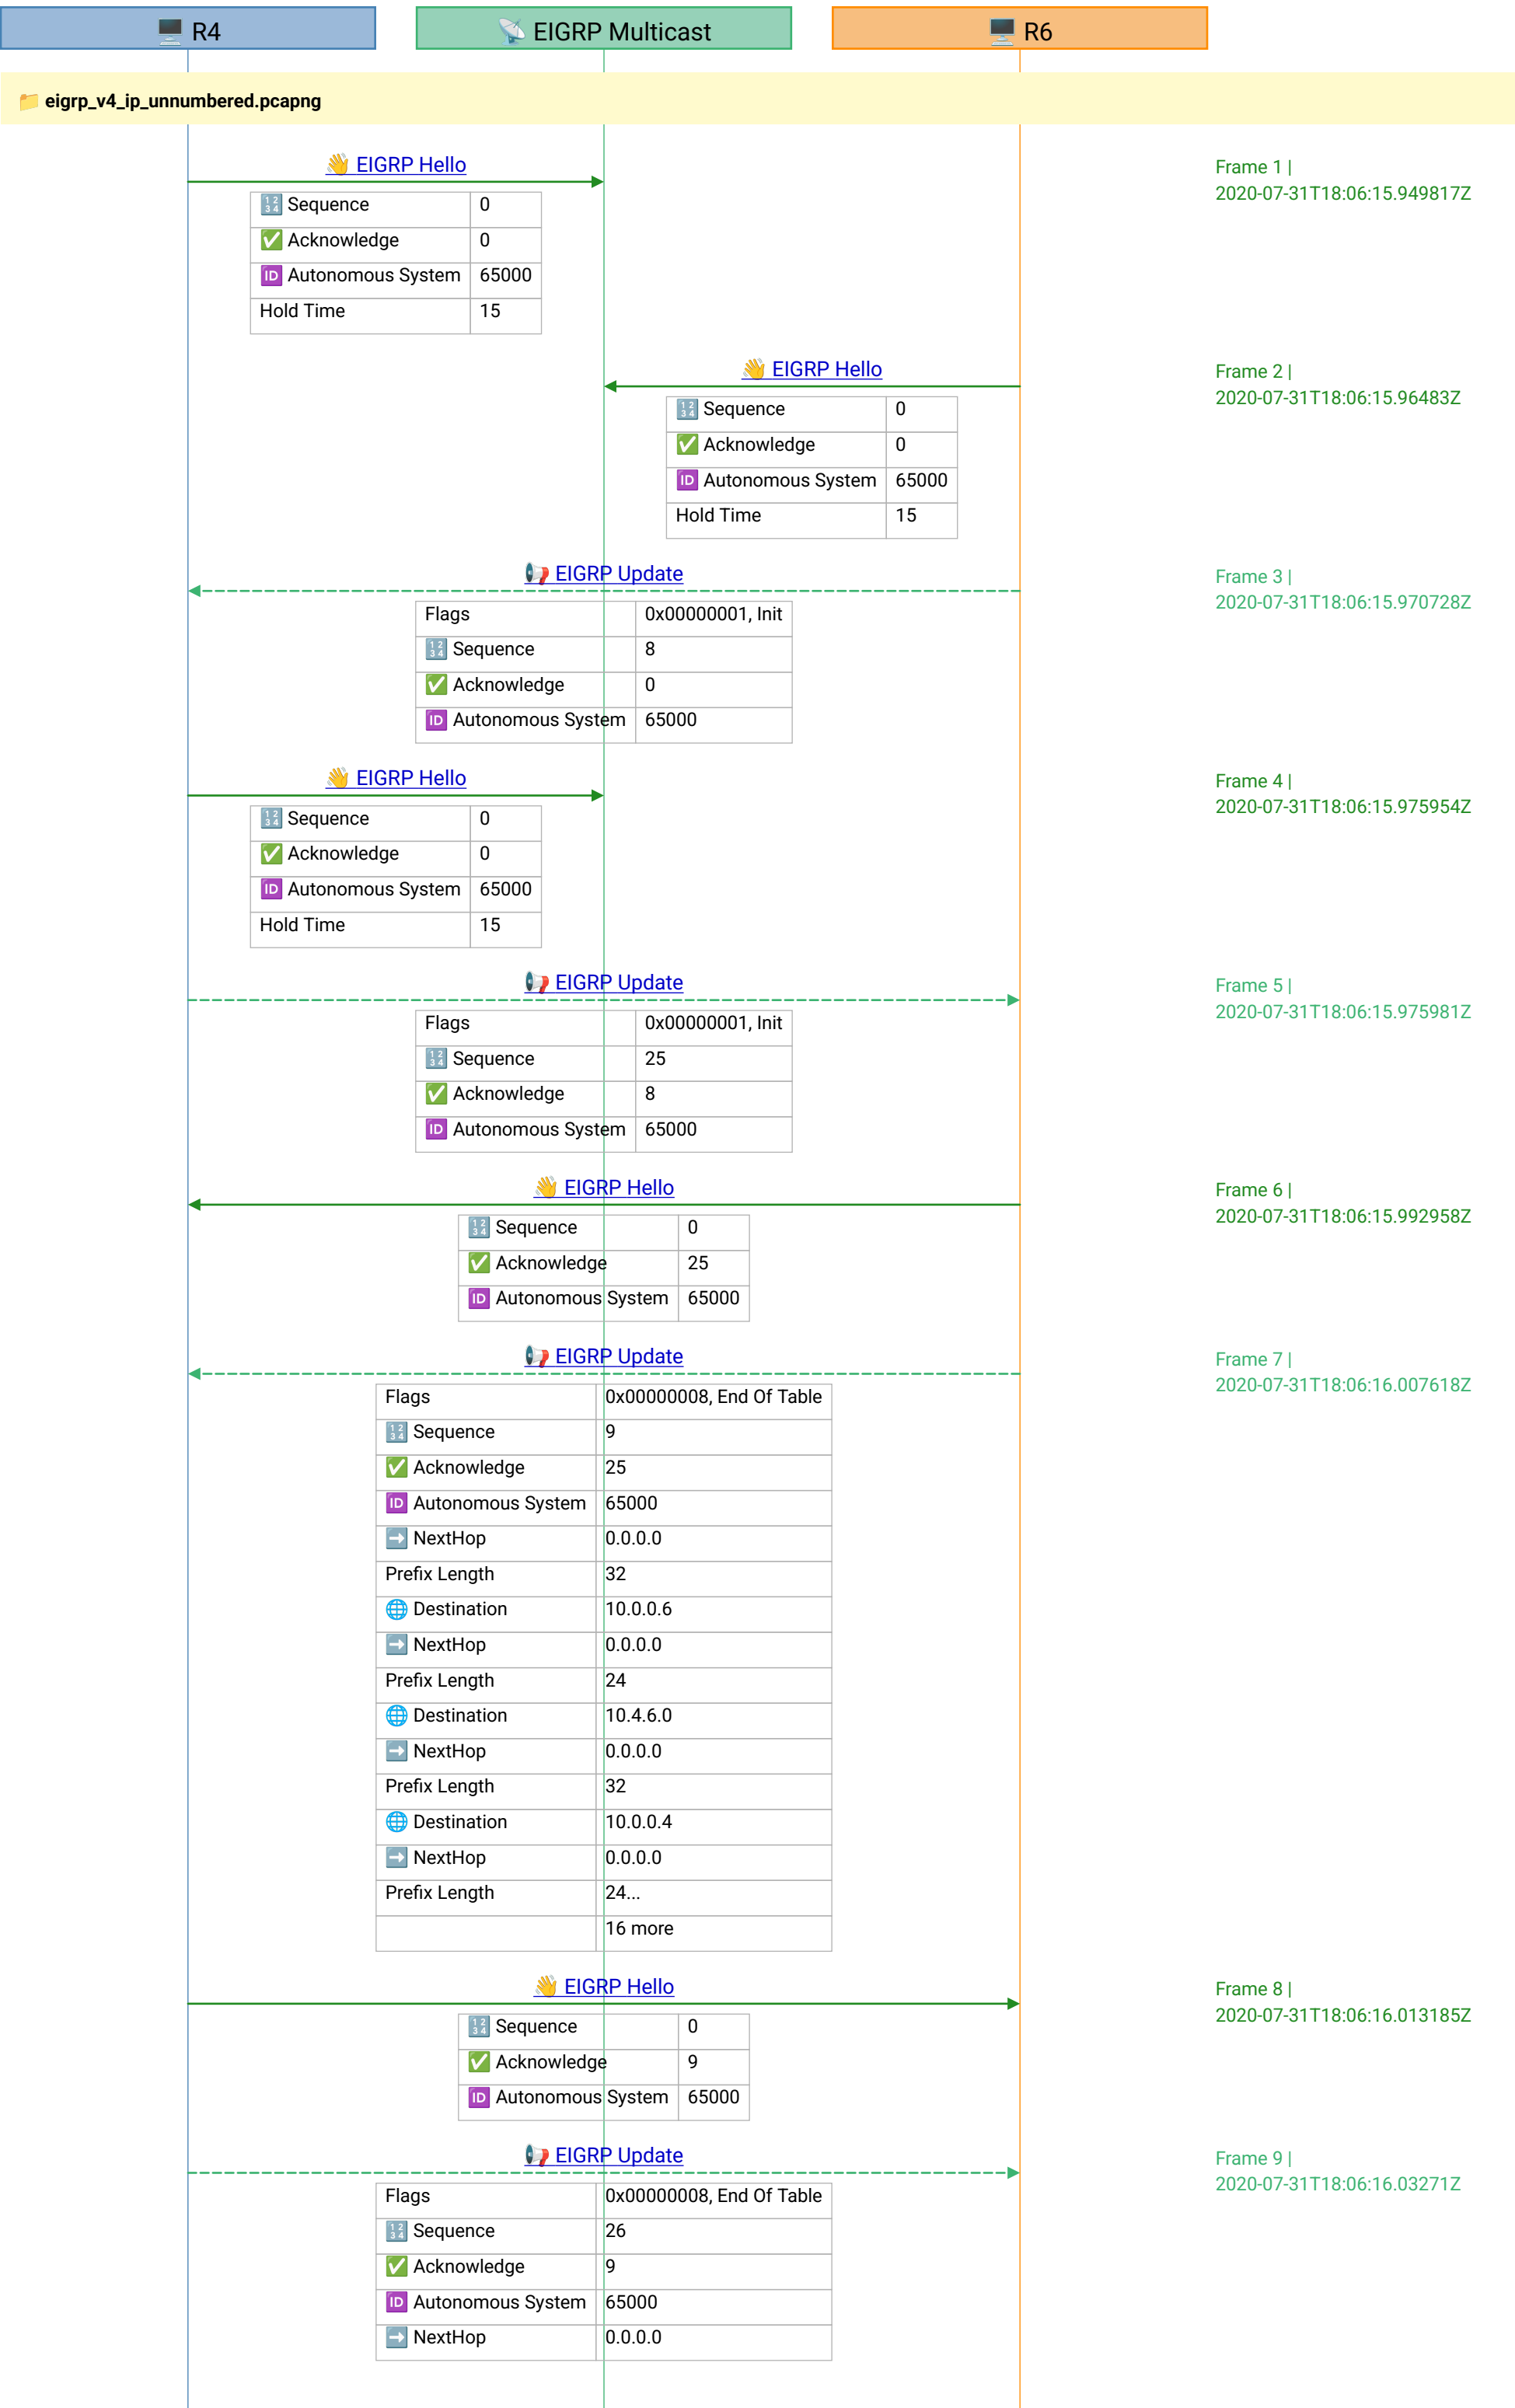 R4
EIGRP Multicast
R6
eigrp_v4_ip_unnumbered.pcapng
EIGRP Hello
Frame 1 |
2020-07-31T18:06:15.949817Z
Sequence 0
Acknowledge 0
Autonomous System 65000
Hold Time 15
EIGRP Hello
Frame 2 |
2020-07-31T18:06:15.96483Z
Sequence 0
Acknowledge 0
Autonomous System 65000
Hold Time 15
EIGRP Update
Frame 3 |
2020-07-31T18:06:15.970728Z
Flags 0x00000001, Init
Sequence 8
Acknowledge 0
Autonomous System 65000
EIGRP Hello
Frame 4 |
2020-07-31T18:06:15.975954Z
Sequence 0
Acknowledge 0
Autonomous System 65000
Hold Time 15
EIGRP Update
Frame 5 |
2020-07-31T18:06:15.975981Z
Flags 0x00000001, Init
Sequence 25
Acknowledge 8
Autonomous System 65000
EIGRP Hello
Frame 6 |
2020-07-31T18:06:15.992958Z
Sequence 0
Acknowledge 25
Autonomous System 65000
EIGRP Update
Frame 7 |
2020-07-31T18:06:16.007618Z
Flags 0x00000008, End Of Table
Sequence 9
Acknowledge 25
Autonomous System 65000
NextHop 0.0.0.0
Prefix Length 32
Destination 10.0.0.6
NextHop 0.0.0.0
Prefix Length 24
Destination 10.4.6.0
NextHop 0.0.0.0
Prefix Length 32
Destination 10.0.0.4
NextHop 0.0.0.0
Prefix Length 24...
16 more
EIGRP Hello
Frame 8 |
2020-07-31T18:06:16.013185Z
Sequence 0
Acknowledge 9
Autonomous System 65000
EIGRP Update
Frame 9 |
2020-07-31T18:06:16.03271Z
Flags 0x00000008, End Of Table
Sequence 26
Acknowledge 9
Autonomous System 65000
NextHop 0.0.0.0